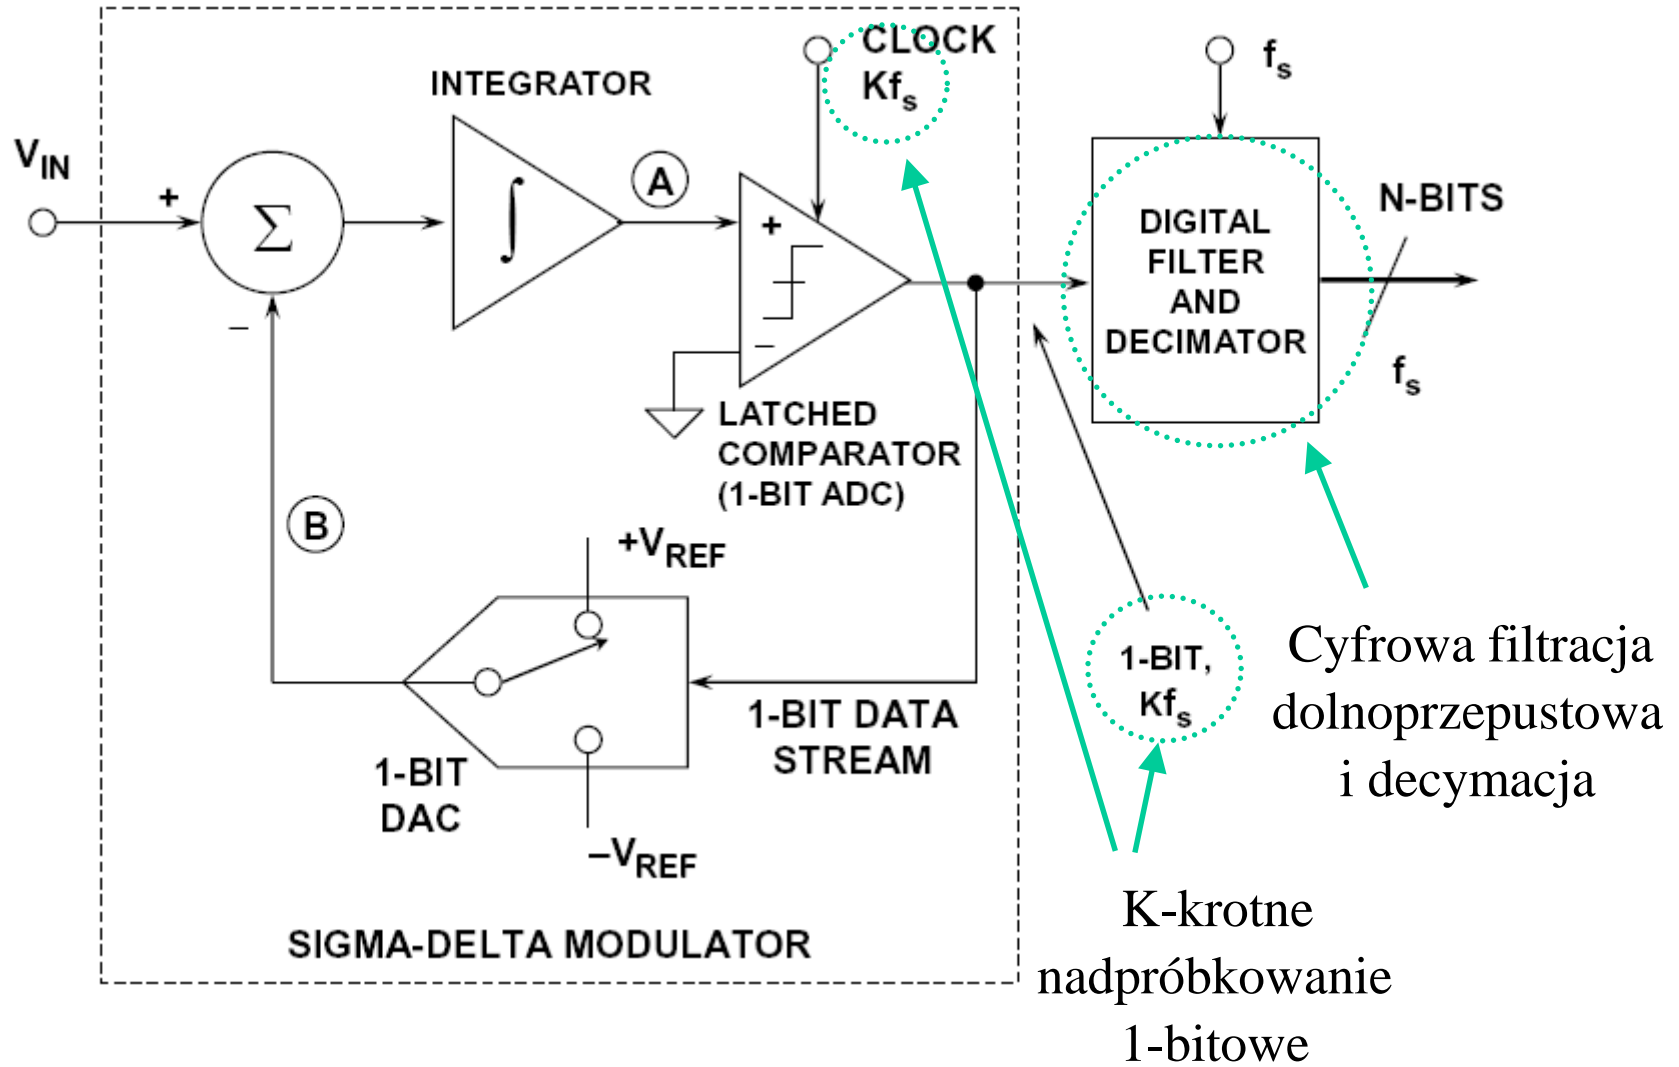 CLOCK
Kfs
fs
INTEGRATOR
VIN
+
Σ
–
∫
A
+
–
DIGITAL
FILTER
AND
DECIMATOR
N-BITS
fs
LATCHED
COMPARATOR
(1-BIT ADC)
B
+VREF
1-BIT DATA
STREAM
1-BIT
DAC
–VREF
1-BIT,
Kfs
Cyfrowa filtracja
dolnoprzepustowa
i decymacja
SIGMA-DELTA MODULATOR
K-krotne
nadpróbkowanie
1-bitowe